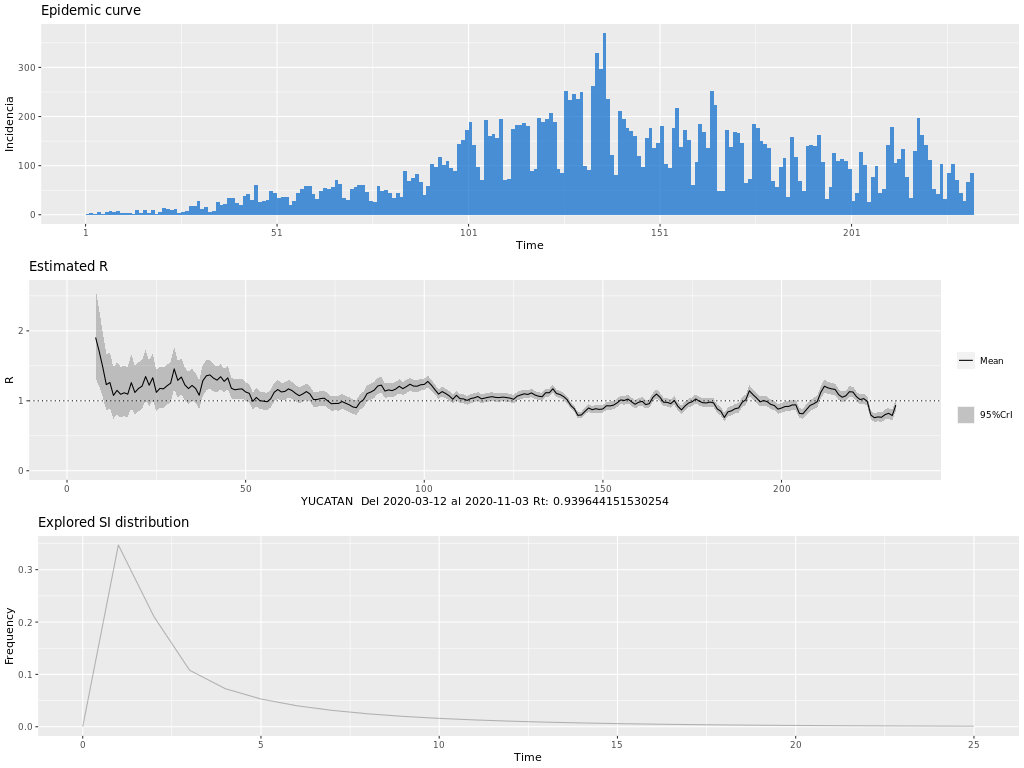 Epidemic curve
Incidencia
300
200
100
0
1 51 101 151 201
Time
Estimated R
R
2
1
0
0 50 100 150 200
Mean
95%CrI
YUCATAN Del 2020-03-12 al 2020-11-03 Rt: 0.939644151530254
Explored SI distribution
Frequency
0.3
0.2
0.1
0.0
0 5 10 15 20 25
Time